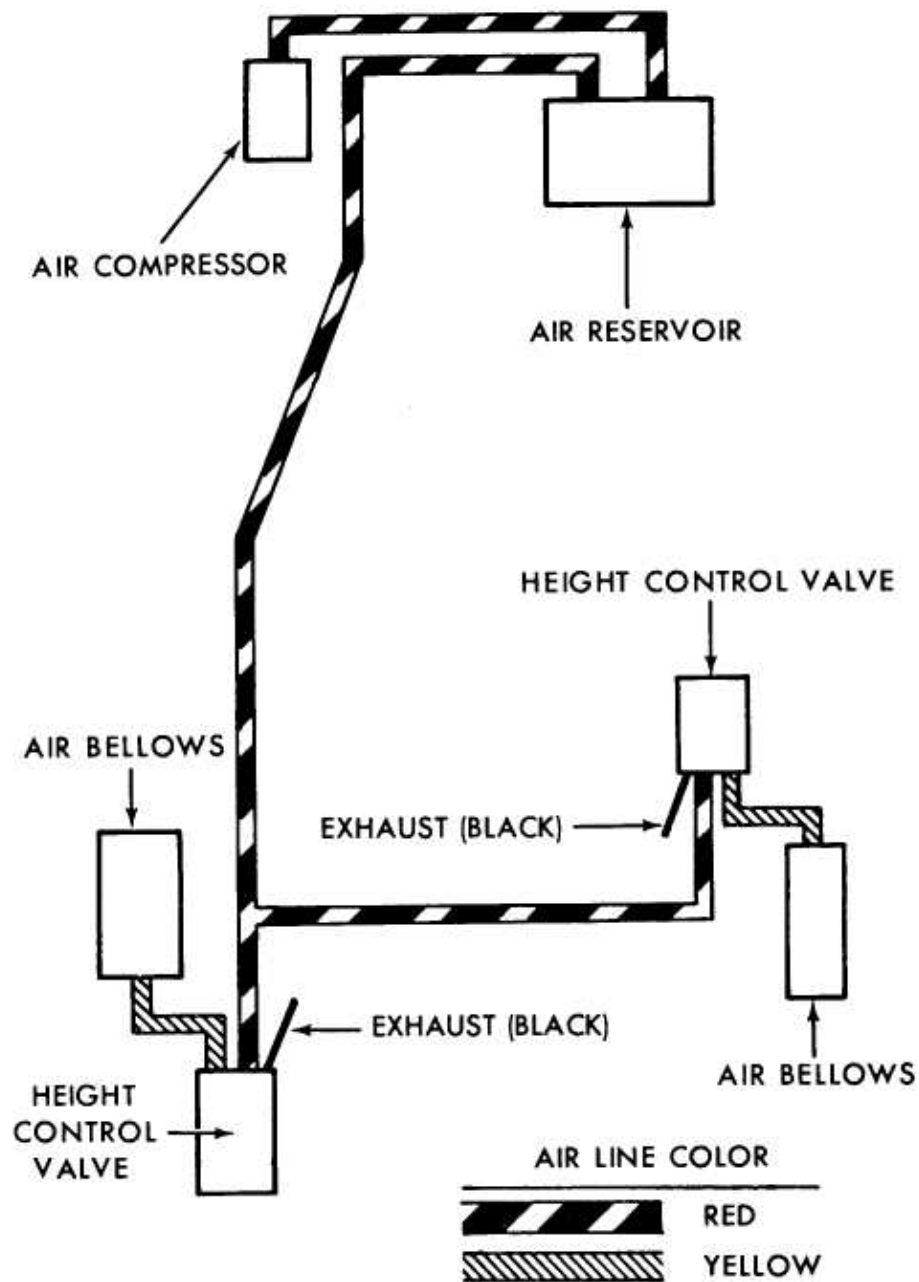 AIR COMPRESSOR
AIR RESERVOIR
HEIGHT CONTROL VALVE
AIR BELLOWS
EXHAUST (BLACK)
EXHAUST (BLACK)
AIR BELLOWS
HEIGHT
CONTROL
VALVE
AIR LINE COLOR
RED
YELLOW